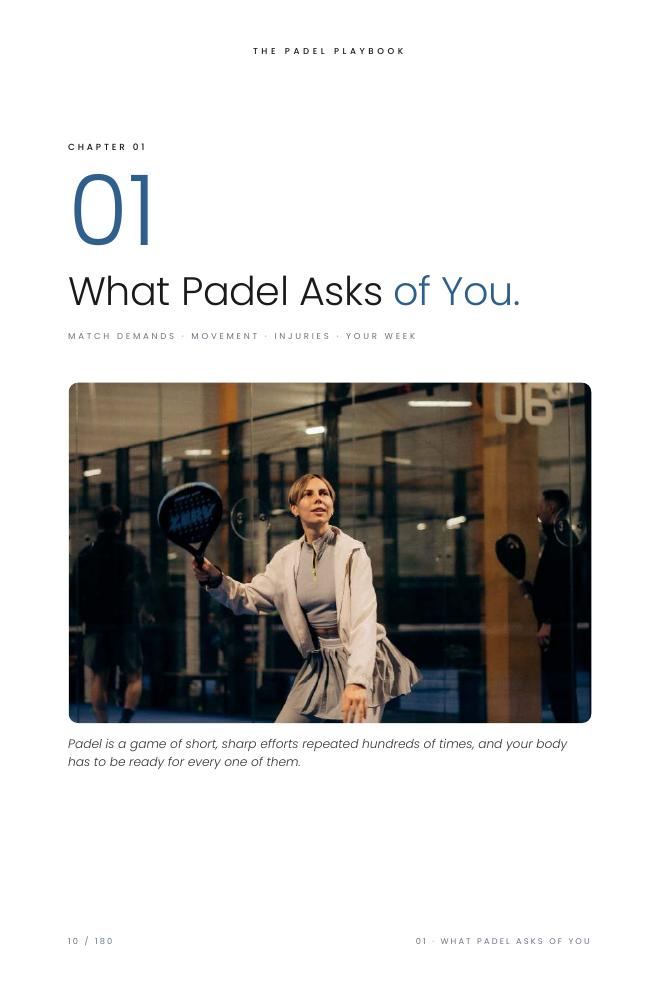 THE PADEL PLAYBOOK
CHAPTER 01
01
What Padel Asks of You.
MATCH DEMANDS · MOVEMENT · INJURIES · YOUR WEEK
06
Padel is a game of short, sharp efforts repeated hundreds of times, and your body
has to be ready for every one of them.
10 / 180
01 · WHAT PADEL ASKS OF YOU